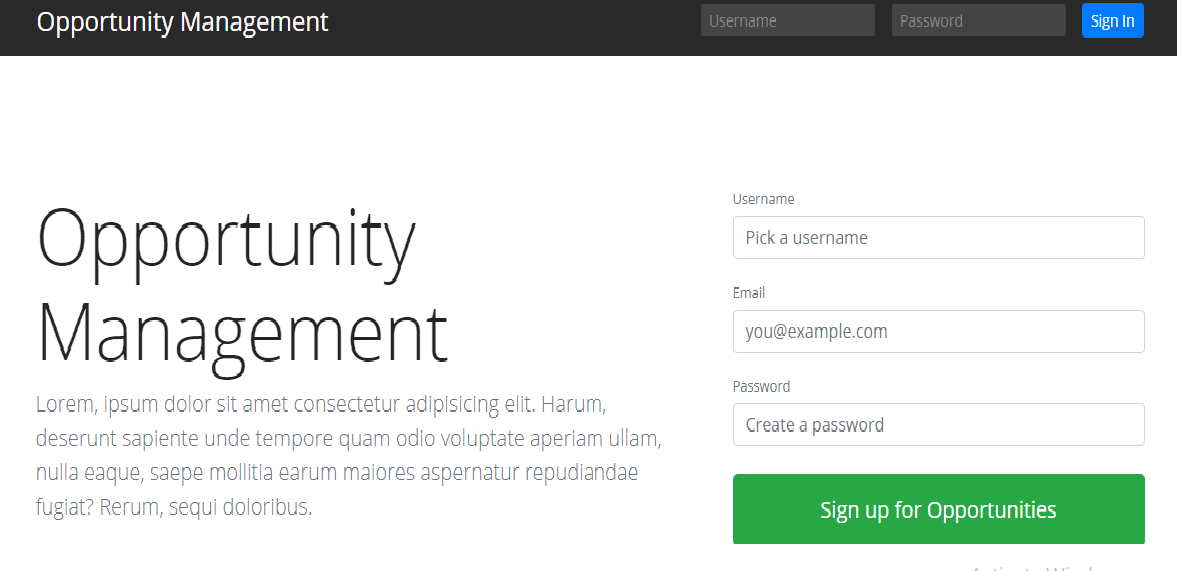 Opportunity Management
Username
Password
Sign In
Opportunity
Management
Lorem, ipsum dolor sit amet consectetur adipisicing elit. Harum,
deserunt sapiente unde tempore quam odio voluptate aperiam ullam,
nulla eaque, saepe mollitia earum maiores aspernatur repudiandae
fugiat? Rerum, sequi doloribus.
Username
Pick a username
Email
you@example.com
Password
Create a password
Sign up for Opportunities